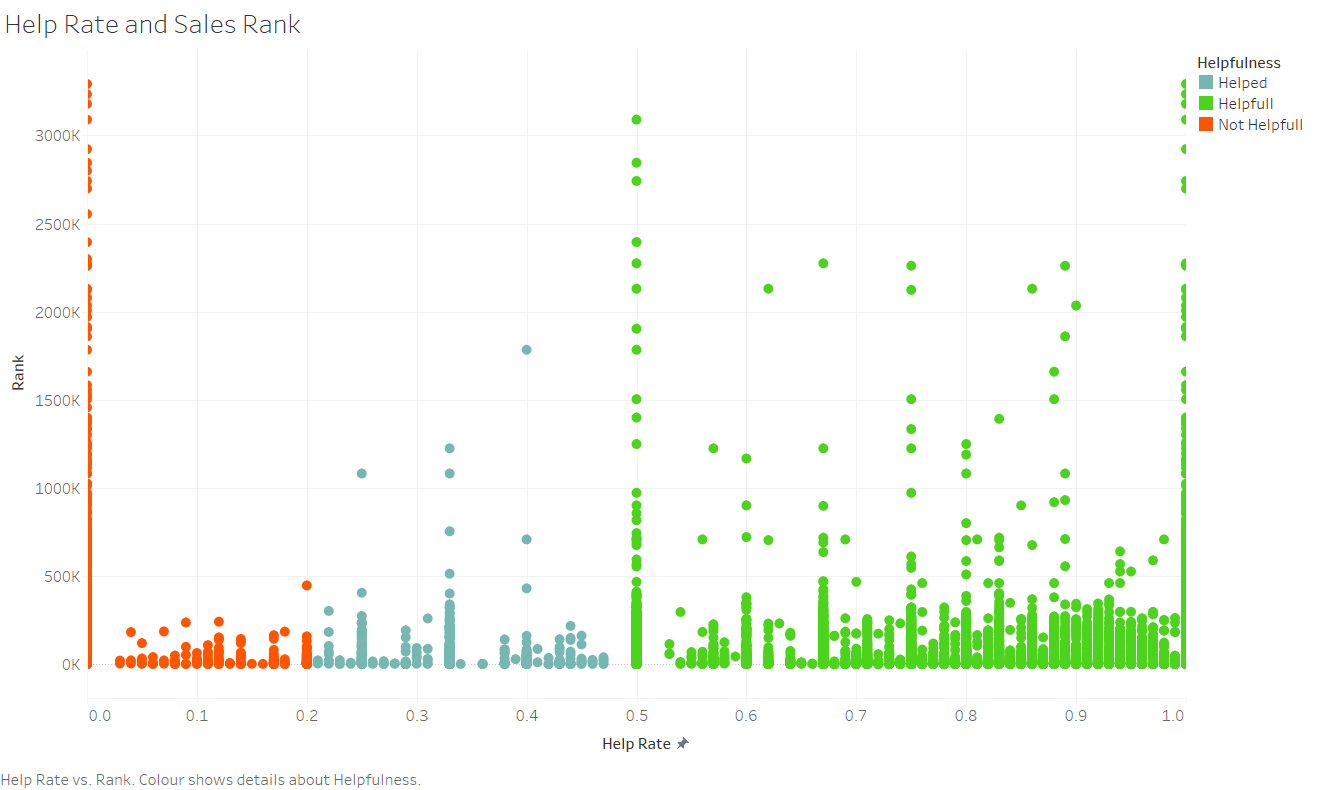 Help Rate and Sales Rank
Helpfulness
Helped
Helpfull
Not Helpfull
3000K
2500K
2000K
1500K
1000K
500K
0K
Rank
0.0 0.1 0.2 0.3 0.4 0.5 0.6 0.7 0.8 0.9 1.0
Help Rate
Help Rate vs. Rank. Colour shows details about Helpfulness.